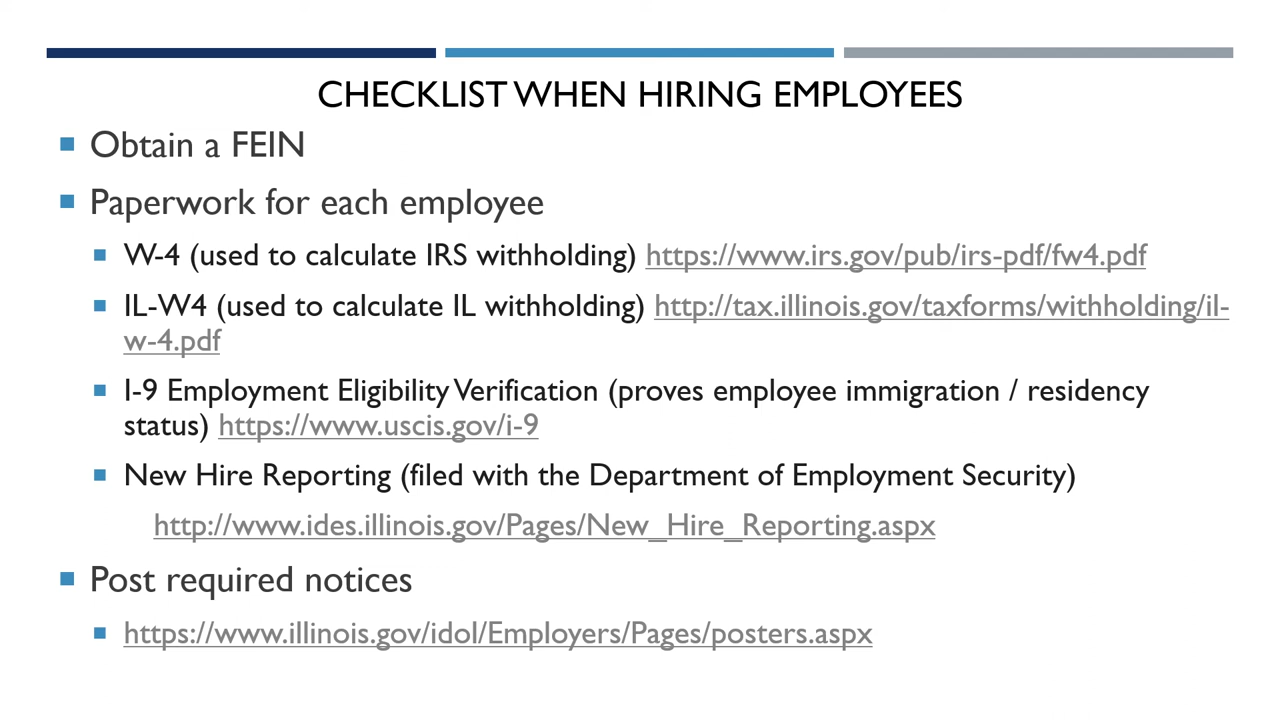 CHECKLIST WHEN HIRING EMPLOYEES
Obtain a FEIN
Paperwork for each employee
W-4 (used to calculate IRS withholding) https://www.irs.gov/pub/irs-pdf/fw4.pdf
IL-W4 (used to calculate IL withholding) http://tax.illinois.gov/taxforms/withholding/il-
w-4.pdf
I-9 Employment Eligibility Verification (proves employee immigration / residency
status) https://www.uscis.gov/i-9
New Hire Reporting (filed with the Department of Employment Security)
http://www.ides.illinois.gov/Pages/New_Hire_Reporting.aspx
Post required notices
https://www.illinois.gov/idol/Employers/Pages/posters.aspx